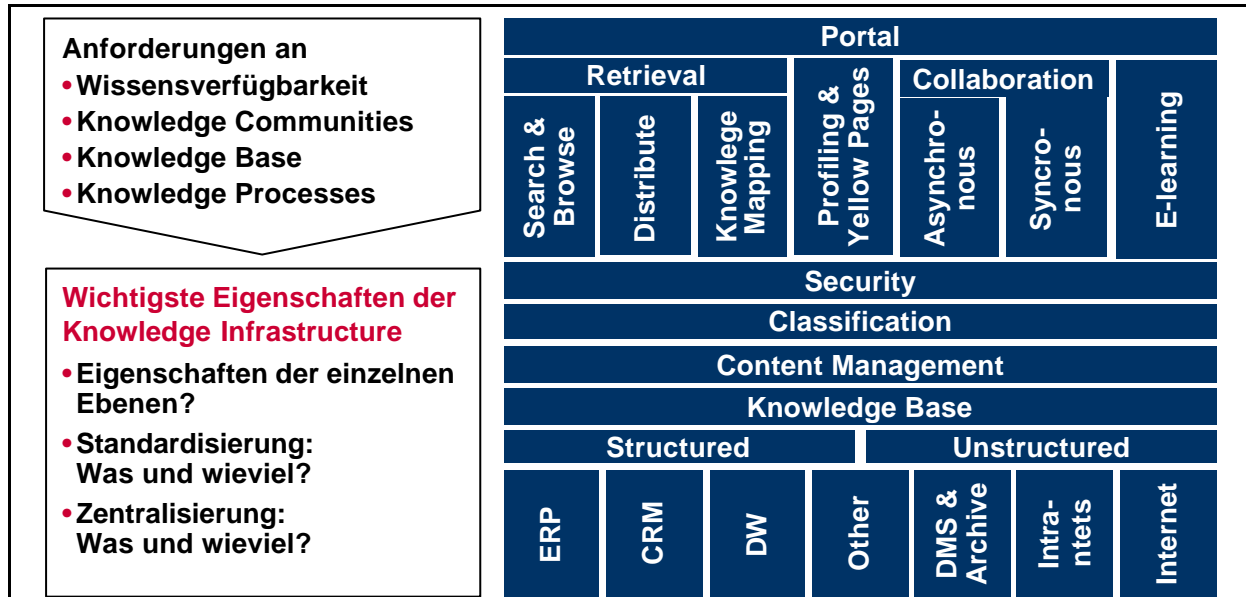 Anforderungen an
•Wissensverfügbarkeit
•Knowledge Communities
•Knowledge Base
•Knowledge Processes
Wichtigste Eigenschaften der
Knowledge Infrastructure
•Eigenschaften der einzelnen
Ebenen?
•Standardisierung:
Was und wieviel?
•Zentralisierung:
Was und wieviel?
Portal
Retrieval
Search &
Browse
Distribute
Knowlege
Mapping
Profiling &
Yellow Pages
Collaboration
Asynchro-
nous
Syncro-
nous
E-learning
Security
Classification
Content Management
Knowledge Base
Structured
Unstructured
ERP
CRM
DW
Other
DMS &
Archive
Intra-
ntets
Internet